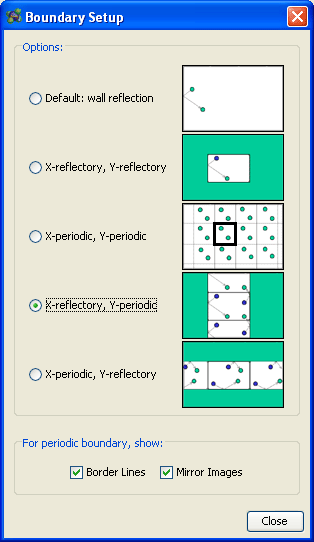 Boundary Setup
Options:
Default: wall reflection
X-reflectory, Y-reflectory
X-periodic, Y-periodic
X-reflectory, Y-periodic
X-periodic, Y-reflectory
For periodic boundary, show:
Border Lines Mirror Images
Close